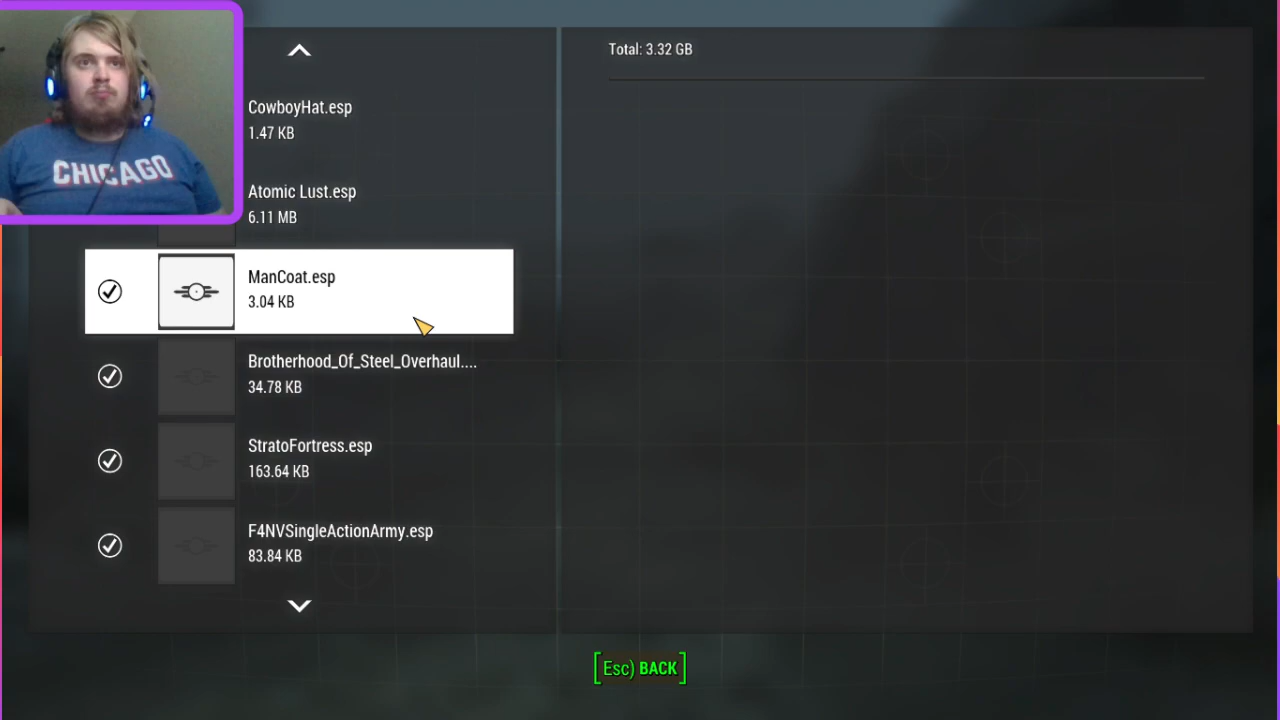 CHICAGO
CowboyHat.esp
1.47 KB
Atomic Lust.esp
6.11 MB
ManCoat.esp
3.04 KB
Brotherhood_Of_Steel_Overhaul....
34.78 KB
StratoFortress.esp
163.64 KB
F4NVSingleActionArmy.esp
83.84 KB
Total: 3.32 GB
Esc) BACK